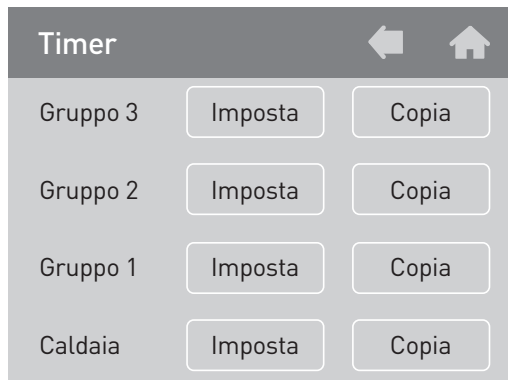 Timer
Gruppo 3 Imposta Copia
Gruppo 2 Imposta Copia
Gruppo 1 Imposta Copia
Caldaia Imposta Copia